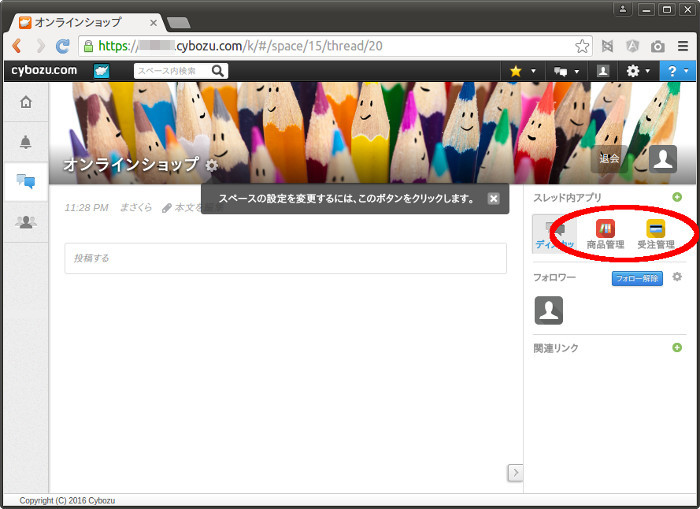 オンラインショップ
https://
.cybozu.com/k/#/space/15/thread/20
cybozu.com
スペース内検索
?
オンラインショップ
退会
スペースの設定を変更するには、このボタンをクリックします。
11:28 PM まさくら 本文を
投稿する
スレッド内アプリ
商品管理
受注管理
フォロワー
フォロー解除
関連リンク
Copyright (C) 2016 Cybozu